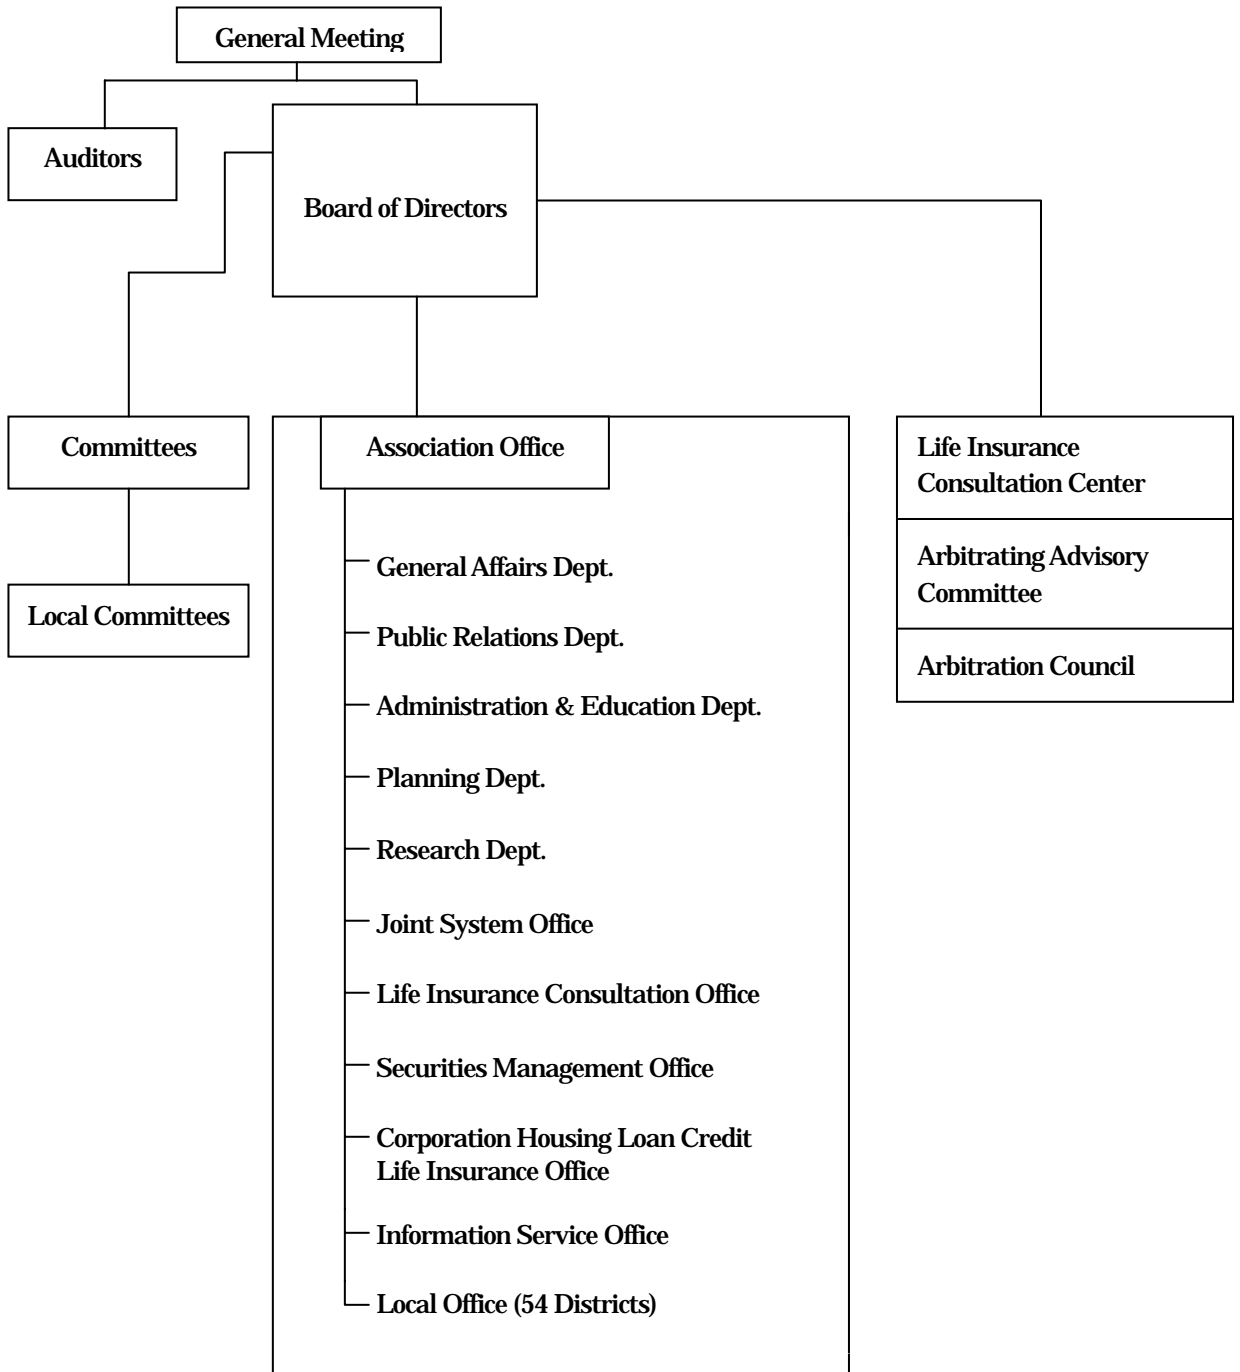 General Meeting
Auditors
Board of Directors
Committees
Association Office
Life Insurance
Consultation Center
Arbitrating Advisory
Committee
Arbitration Council
Local Committees
General Affairs Dept.
Public Relations Dept.
Administration & Education Dept.
Planning Dept.
Research Dept.
Joint System Office
Life Insurance Consultation Office
Securities Management Office
Corporation Housing Loan Credit
Life Insurance Office
Information Service Office
Local Office (54 Districts)